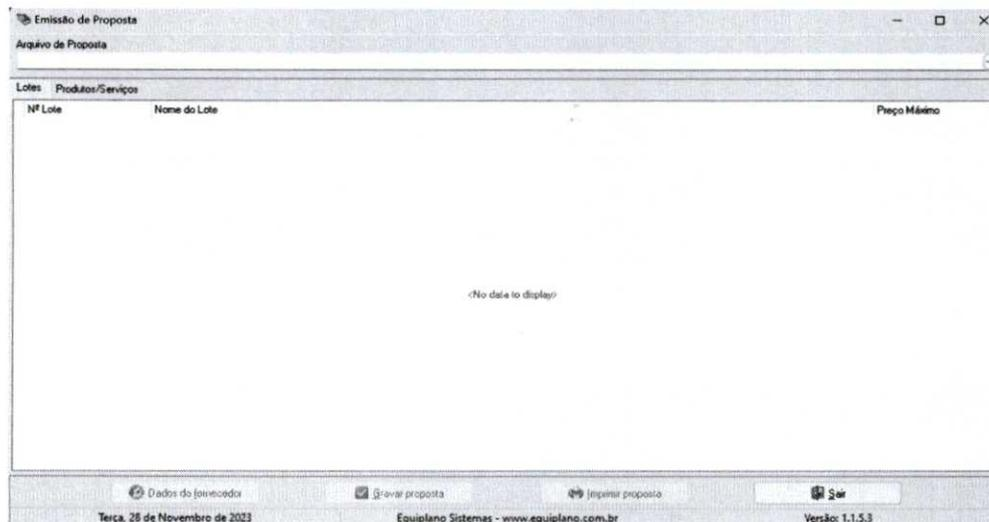 Emissão de Proposta
Arquivo de Proposta
Lotes Produtos/Serviços
Nº Lote Nome do Lote Preço Máximo
<No data to display>
Dados do fornecedor Gravar proposta Imprimir proposta Sair
Terça, 28 de Novembro de 2023 Equiplano Sistemas - www.equiplano.com.br Versão: 1.1.5.3